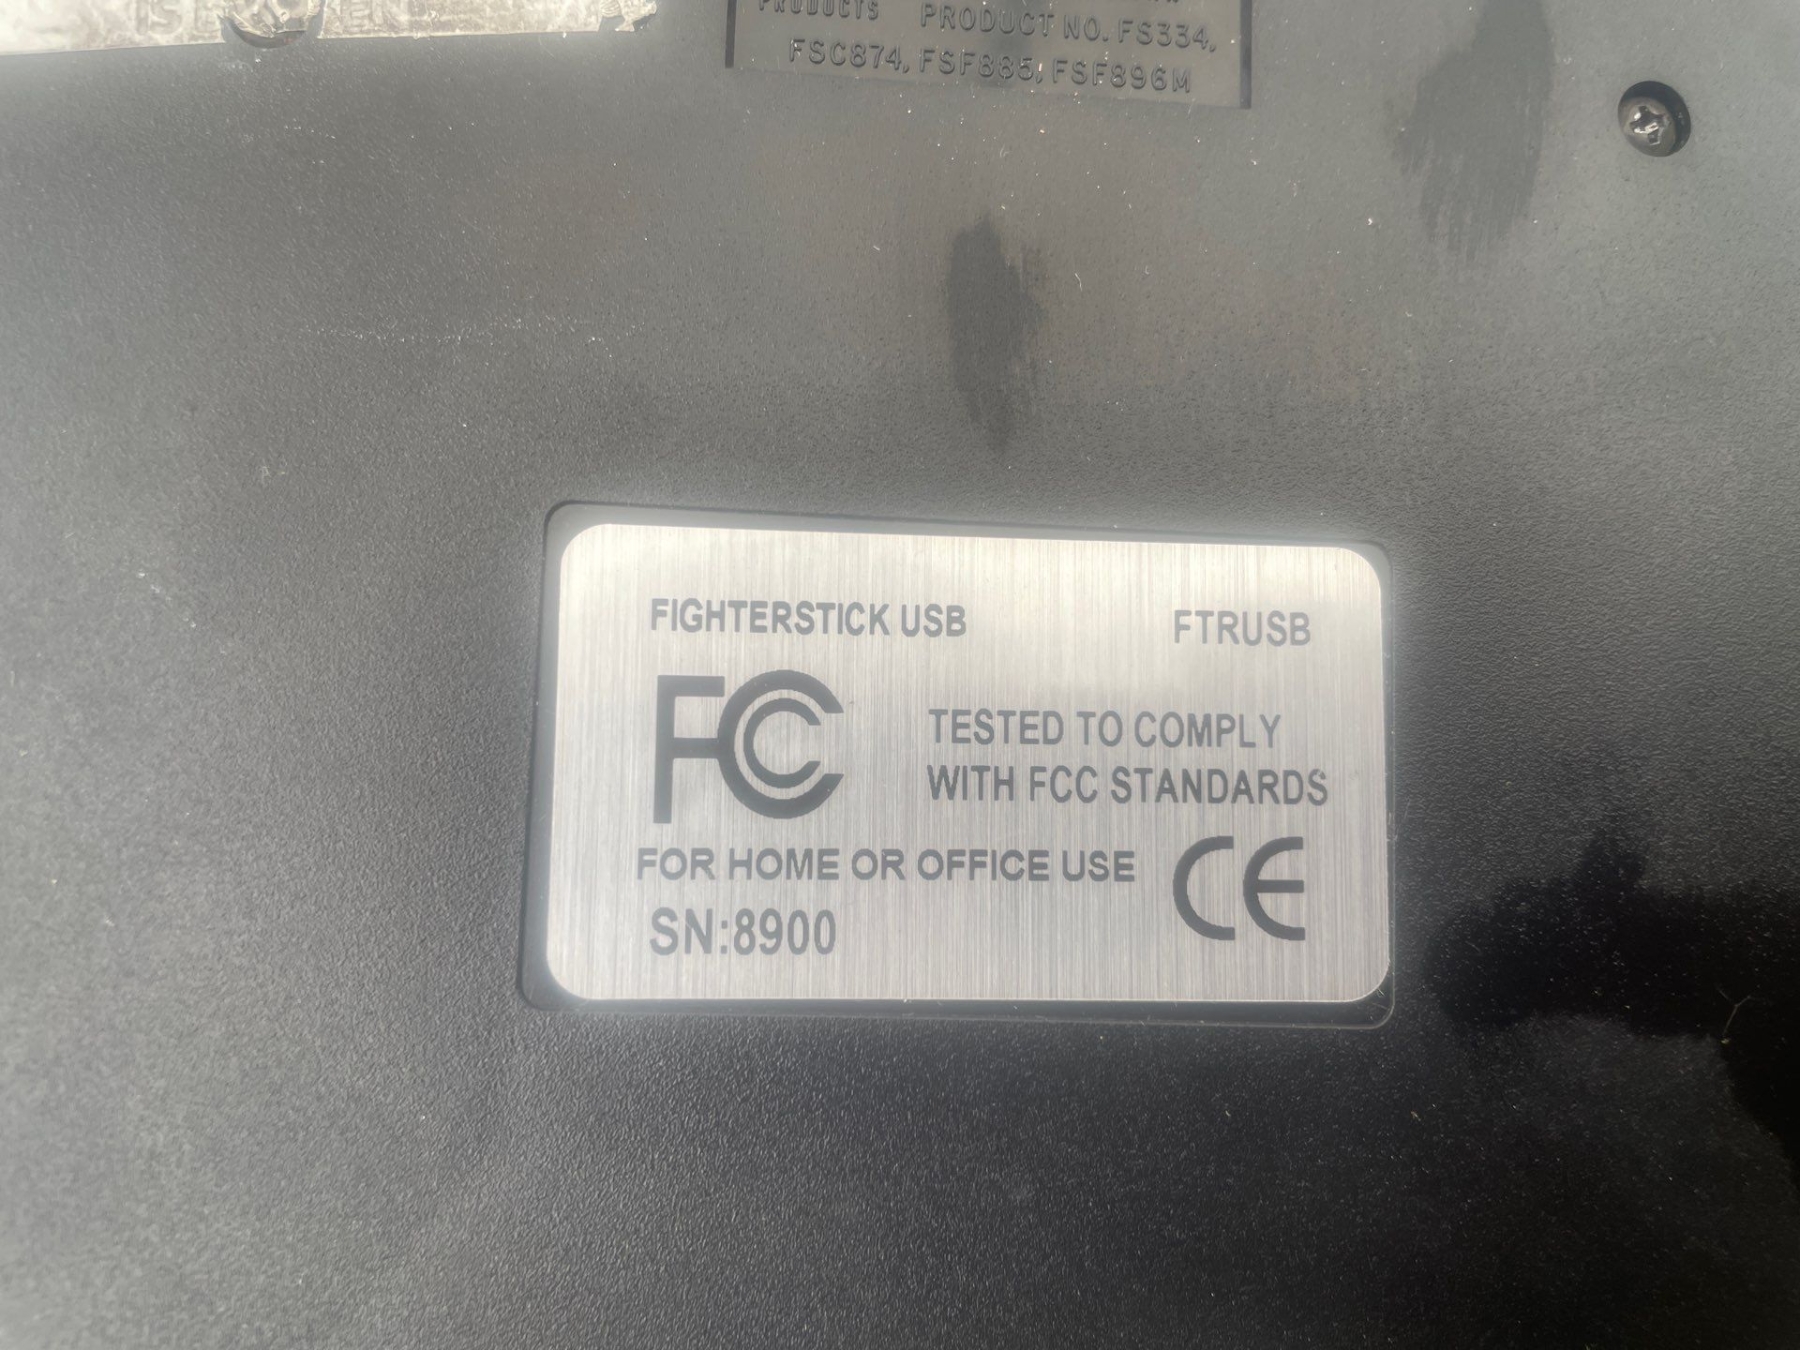 PRODUCTS PRODUCT NO. FS334,
FSC874, FSF885, FSF896M
FIGHTERSTICK USB FTRUSB
FC
TESTED TO COMPLY
WITH FCC STANDARDS
FOR HOME OR OFFICE USE CE
SN:8900